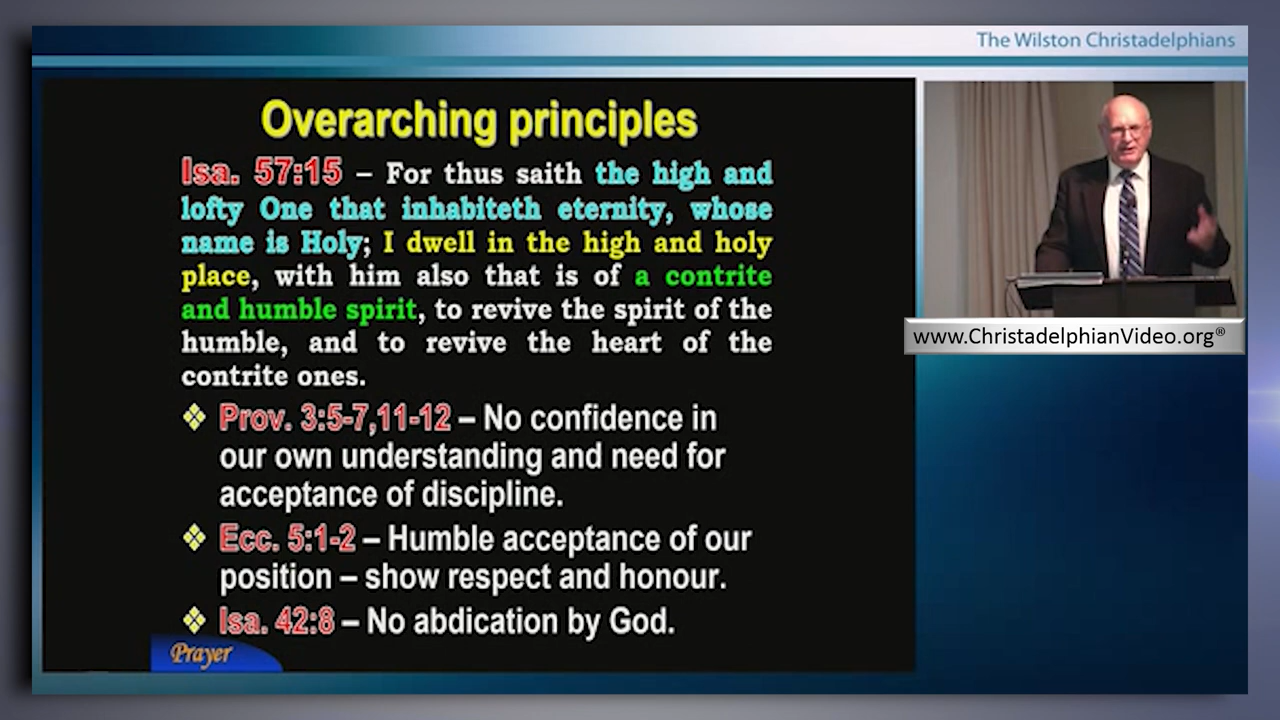 The Wilston Christadelphians
Overarching principles
Isa. 57:15 – For thus saith the high and
lofty One that inhabiteth eternity, whose
name is Holy; I dwell in the high and holy
place, with him also that is of a contrite
and humble spirit, to revive the spirit of the
humble, and to revive the heart of the
contrite ones.
❖ Prov. 3:5-7,11-12 – No confidence in
our own understanding and need for
acceptance of discipline.
❖ Ecc. 5:1-2 – Humble acceptance of our
position – show respect and honour.
❖ Isa. 42:8 – No abdication by God.
Prayer
www.ChristadelphianVideo.org®